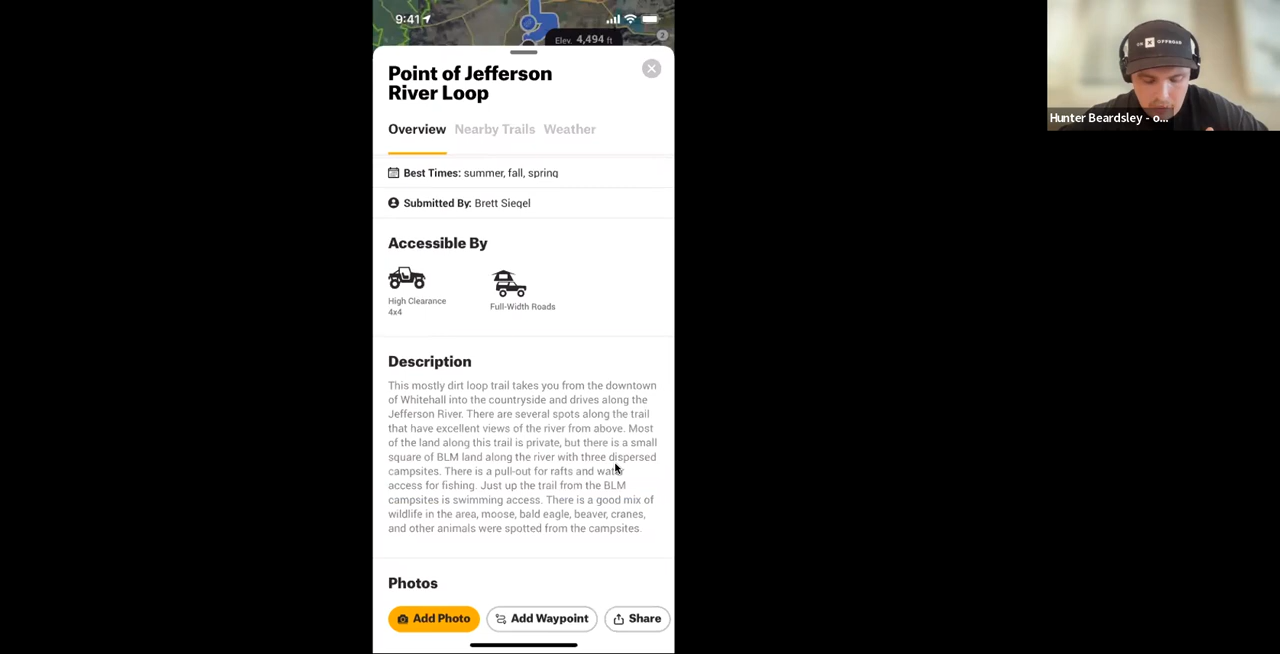 9:41
Elev. 4,494 ft
2
Point of Jefferson
River Loop
Overview Nearby Trails Weather
Best Times: summer, fall, spring
Submitted By: Brett Siegel
Accessible By
High Clearance
4x4
Full-Width Roads
Description
This mostly dirt loop trail takes you from the downtown
of Whitehall into the countryside and drives along the
Jefferson River. There are several spots along the trail
that have excellent views of the river from above. Most
of the land along this trail is private, but there is a small
square of BLM land along the river with three dispersed
campsites. There is a pull-out for rafts and water
access for fishing. Just up the trail from the BLM
campsites is swimming access. There is a good mix of
wildlife in the area, moose, bald eagle, beaver, cranes,
and other animals were spotted from the campsites.
Photos
Add Photo Add Waypoint Share
ON X OFFROAD
Hunter Beardsley - o...